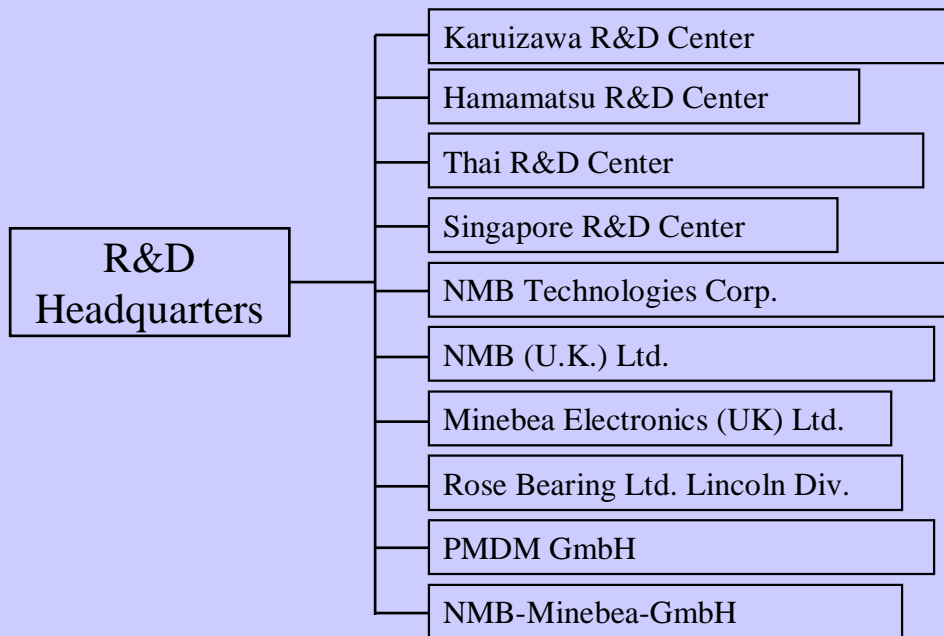 Karuizawa R&D Center
Hamamatsu R&D Center
Thai R&D Center
Singapore R&D Center
R&D
Headquarters
NMB Technologies Corp.
NMB (U.K.) Ltd.
Minebea Electronics (UK) Ltd.
Rose Bearing Ltd. Lincoln Div.
PMDM GmbH
NMB-Minebea-GmbH